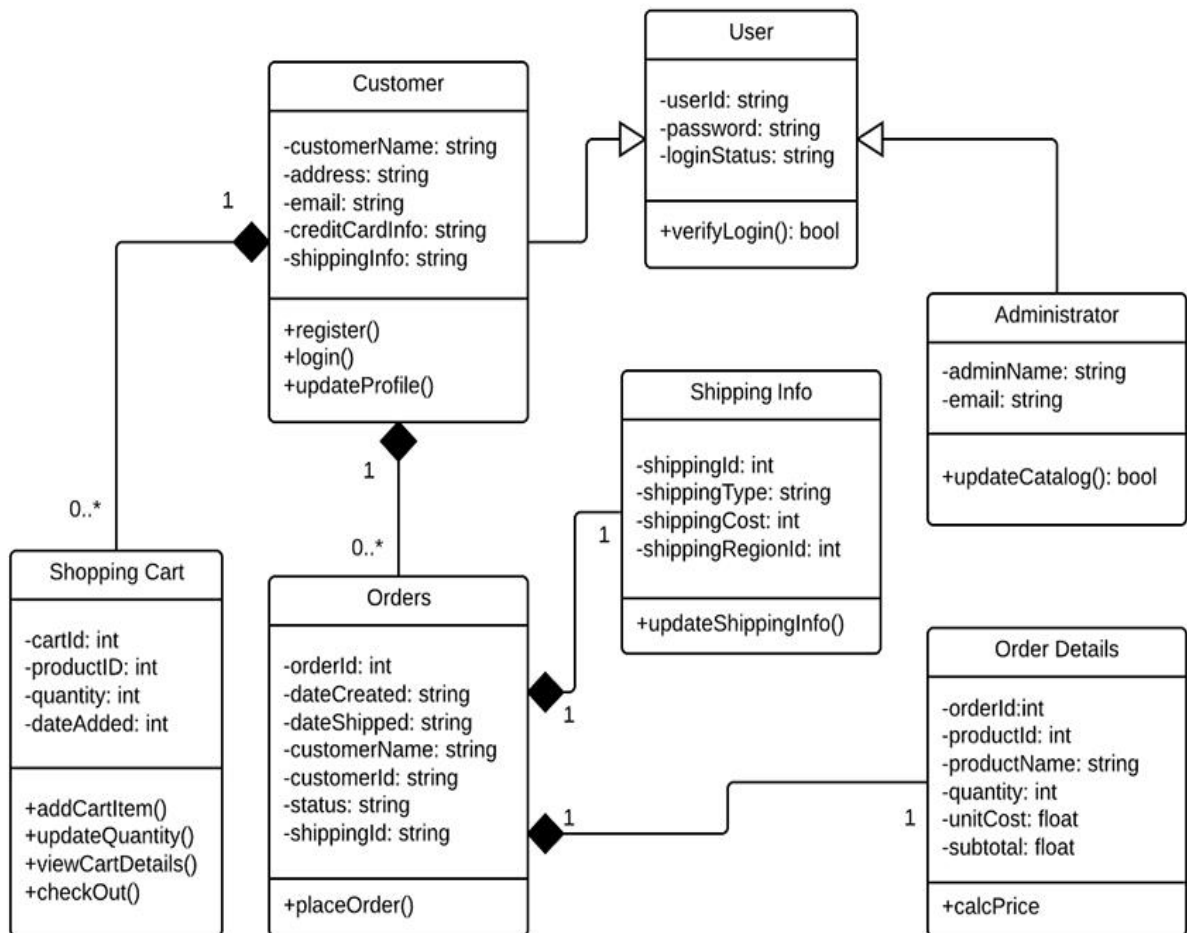 User
-userId: string
-password: string
-loginStatus: string
+verifyLogin(): bool
Customer
-customerName: string
-address: string
-email: string
-creditCardInfo: string
-shippingInfo: string
+register()
+login()
+updateProfile()
1
0..*
1
0..*
Administrator
-adminName: string
-email: string
+updateCatalog(): bool
Shipping Info
-shippingId: int
-shippingType: string
-shippingCost: int
-shippingRegionId: int
+updateShippingInfo()
1
1
Shopping Cart
-cartId: int
-productID: int
-quantity: int
-dateAdded: int
+addCartItem()
+updateQuantity()
+viewCartDetails()
+checkOut()
Orders
-orderId: int
-dateCreated: string
-dateShipped: string
-customerName: string
-customerId: string
-status: string
-shippingId: string
+placeOrder()
1
1
Order Details
-orderId:int
-productId: int
-productName: string
-quantity: int
-unitCost: float
-subtotal: float
+calcPrice